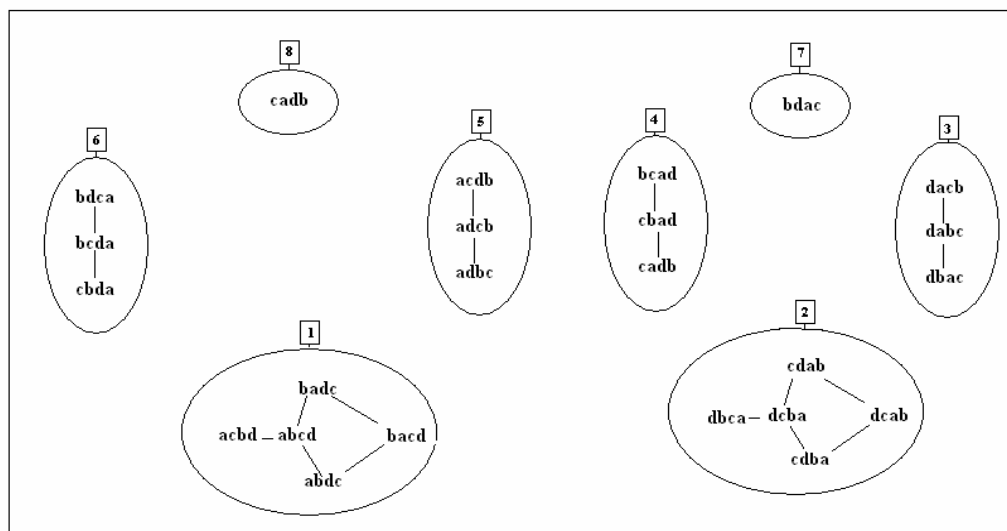 8
cadb
7
bdac
6
bdca
bcda
cbda
5
acdb
adcb
adbc
4
bcad
cbad
cadb
3
dacb
dabc
dbac
1
badc
acbd
abcd
bacd
abdc
2
cdab
dbca
dcba
dcab
cdba